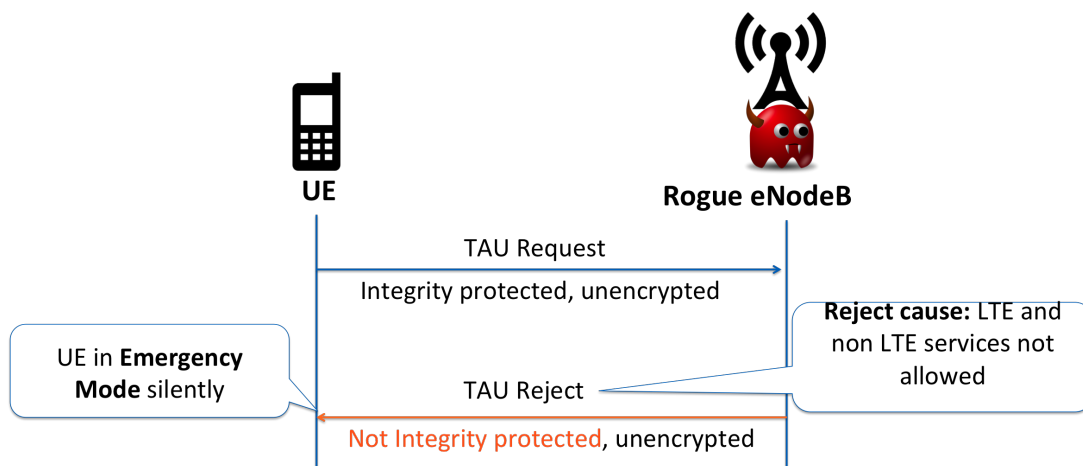 UE
Rogue eNodeB
TAU Request
Integrity protected, unencrypted
Reject cause: LTE and
non LTE services not
allowed
UE in Emergency
Mode silently
TAU Reject
Not Integrity protected, unencrypted